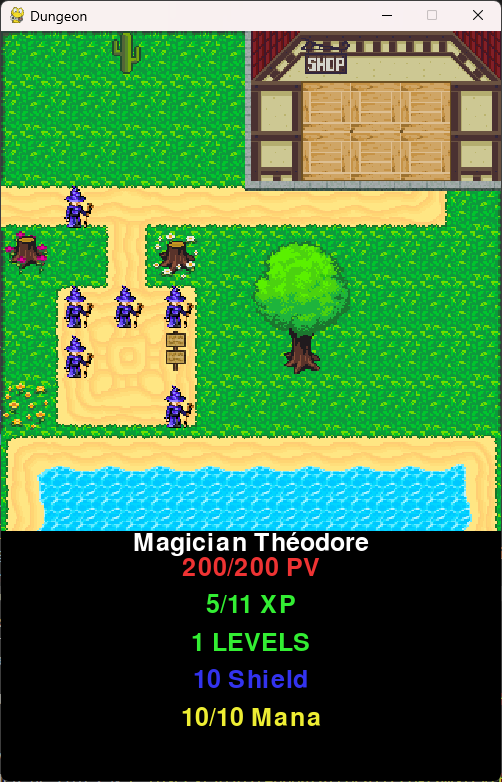 Dungeon
SHOP
Magician Théodore
200/200 PV
5/11 XP
1 LEVELS
10 Shield
10/10 Mana